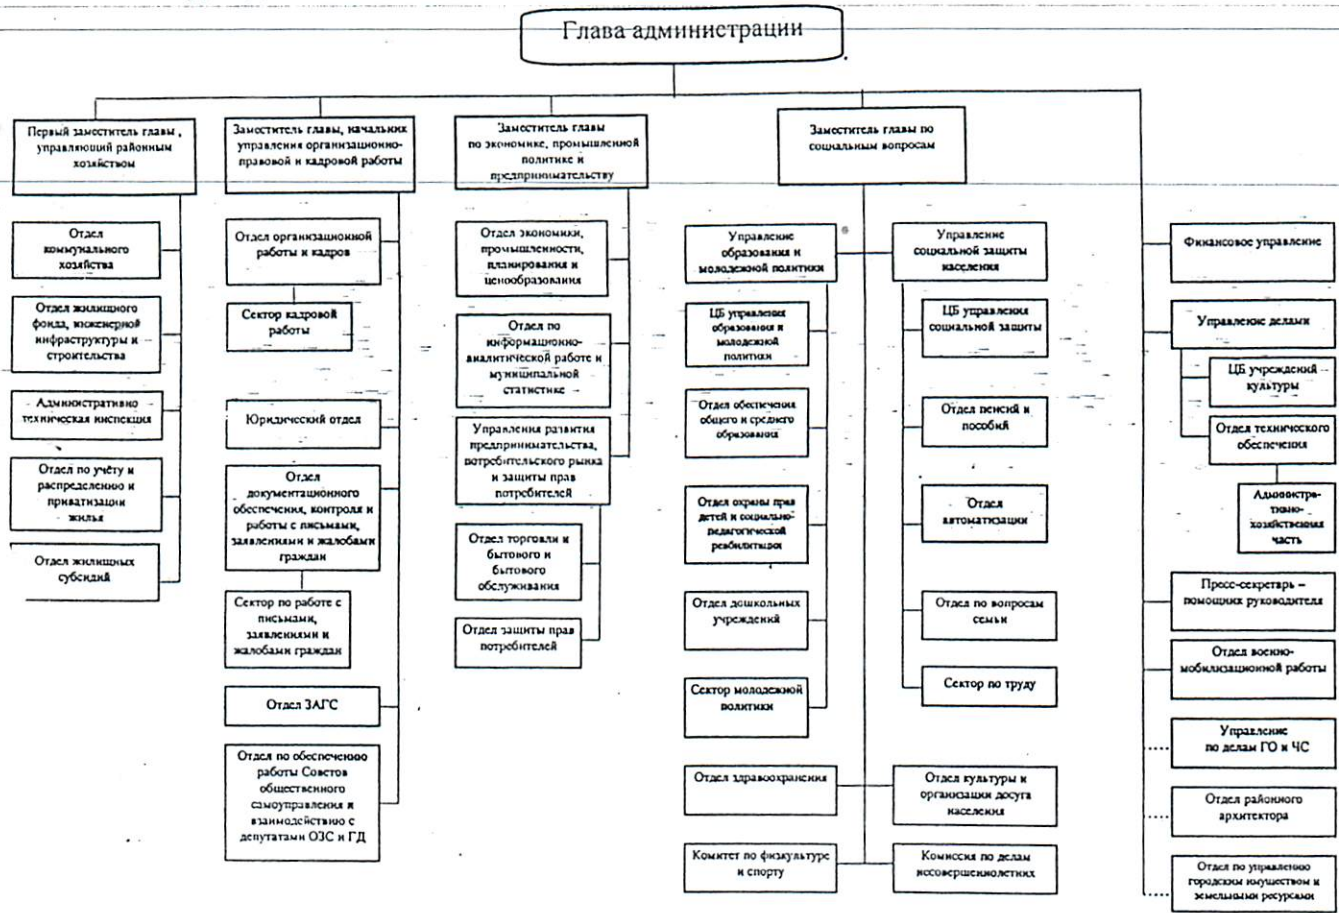 Глава администрации
Первый заместитель главы,
управляющий районным
хозяйством
Заместитель главы, начальник
управления организационно-
правовой и кадровой работы
Заместитель главы
по экономике, промышленной
политике и
предпринимательству
Заместитель главы по
социальным вопросам
Отдел
коммунального
хозяйства
Отдел жилищного
фонда, инженерной
инфраструктуры и
строительства
Административно
техническая инспекция
Отдел по учёту и
распределению и
приватизации
жилья
Отдел жилищных
субсидий
Отдел организационной
работы и кадров
Сектор кадровой
работы
Юридический отдел
Отдел
документационного
обеспечения, контроля и
работы с письмами,
заявлениями и жалобами
граждан
Сектор по работе с
письмами,
заявлениями и
жалобами граждан
Отдел ЗАГС
Отдел по обеспечению
работы Советов
общественного
самоуправления и
взаимодействию с
депутатами ОЗС и ГД
Отдел экономики,
промышленности,
планирования и
ценообразования
Отдел по
информационно-
аналитической работе и
муниципальной
статистике
Управления развития
предпринимательства,
потребительского рынка
и защиты прав
потребителей
Отдел торговли и
бытового и
бытового
обслуживания
Отдел защиты прав
потребителей
Управление
образования и
молодежной политики
ЦБ управления
образования и
молодежной
политики
Отдел обеспечения
общего и среднего
образования
Отдел охраны прав
детей и социально-
педагогической
реабилитации
Отдел дошкольных
учреждений
Сектор молодежной
политики
Отдел здравоохранения
Комитет по физкультуре
и спорту
Управление
социальной защиты
населения
ЦБ управления
социальной защиты
Отдел пенсий и
пособий
Отдел
автоматизации
Отдел по вопросам
семьи
Сектор по труду
Отдел культуры и
организации досуга
населения
Комиссия по делам
несовершеннолетних
Финансовое управление
Управление делами
ЦБ учреждений
культуры
Отдел технического
обеспечения
Администра-
тивно-
хозяйственная
часть
Пресс-секретарь –
помощник руководителя
Отдел военно-
мобилизационной работы
Управление
по делам ГО и ЧС
Отдел районного
архитектора
Отдел по управлению
городским имуществом и
земельными ресурсами